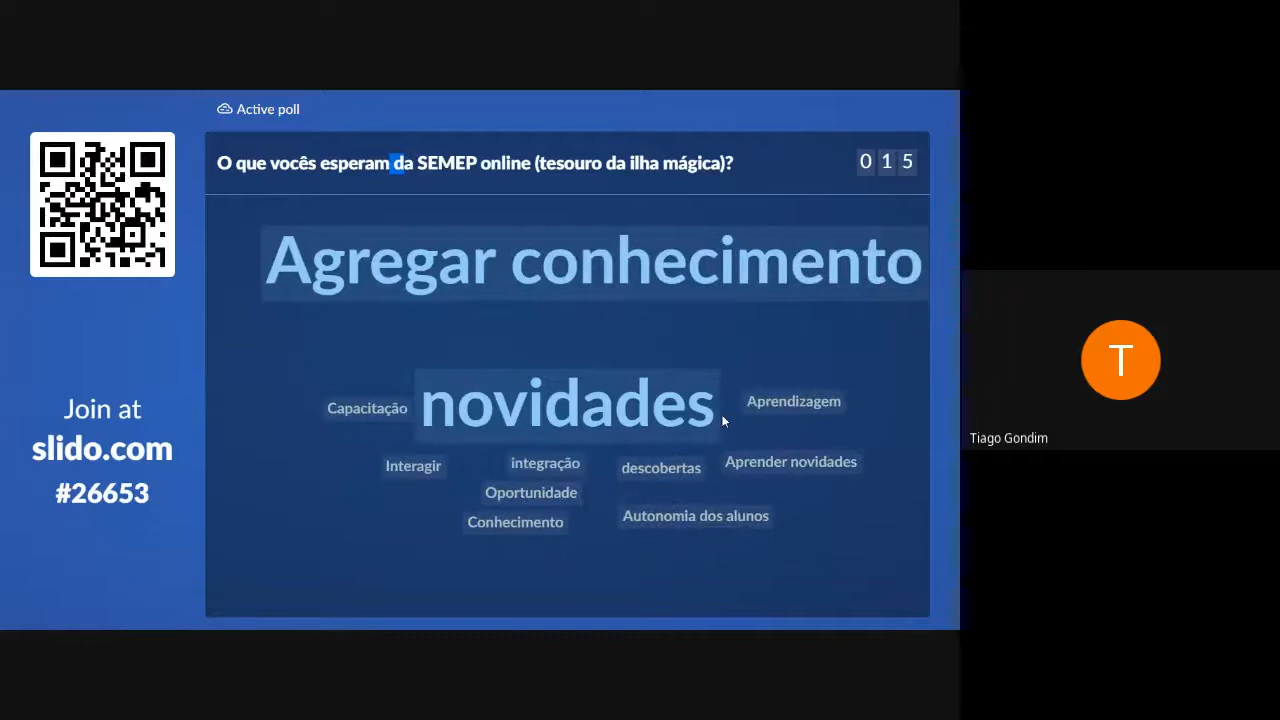 Active poll
O que vocês esperam da SEMEP online (tesouro da ilha mágica)?
0 1 5
Agregar conhecimento
novidades
Capacitação
Aprendizagem
Interagir
integração
descobertas
Aprender novidades
Oportunidade
Conhecimento
Autonomia dos alunos
Join at
slido.com
#26653
T
Tiago Gondim